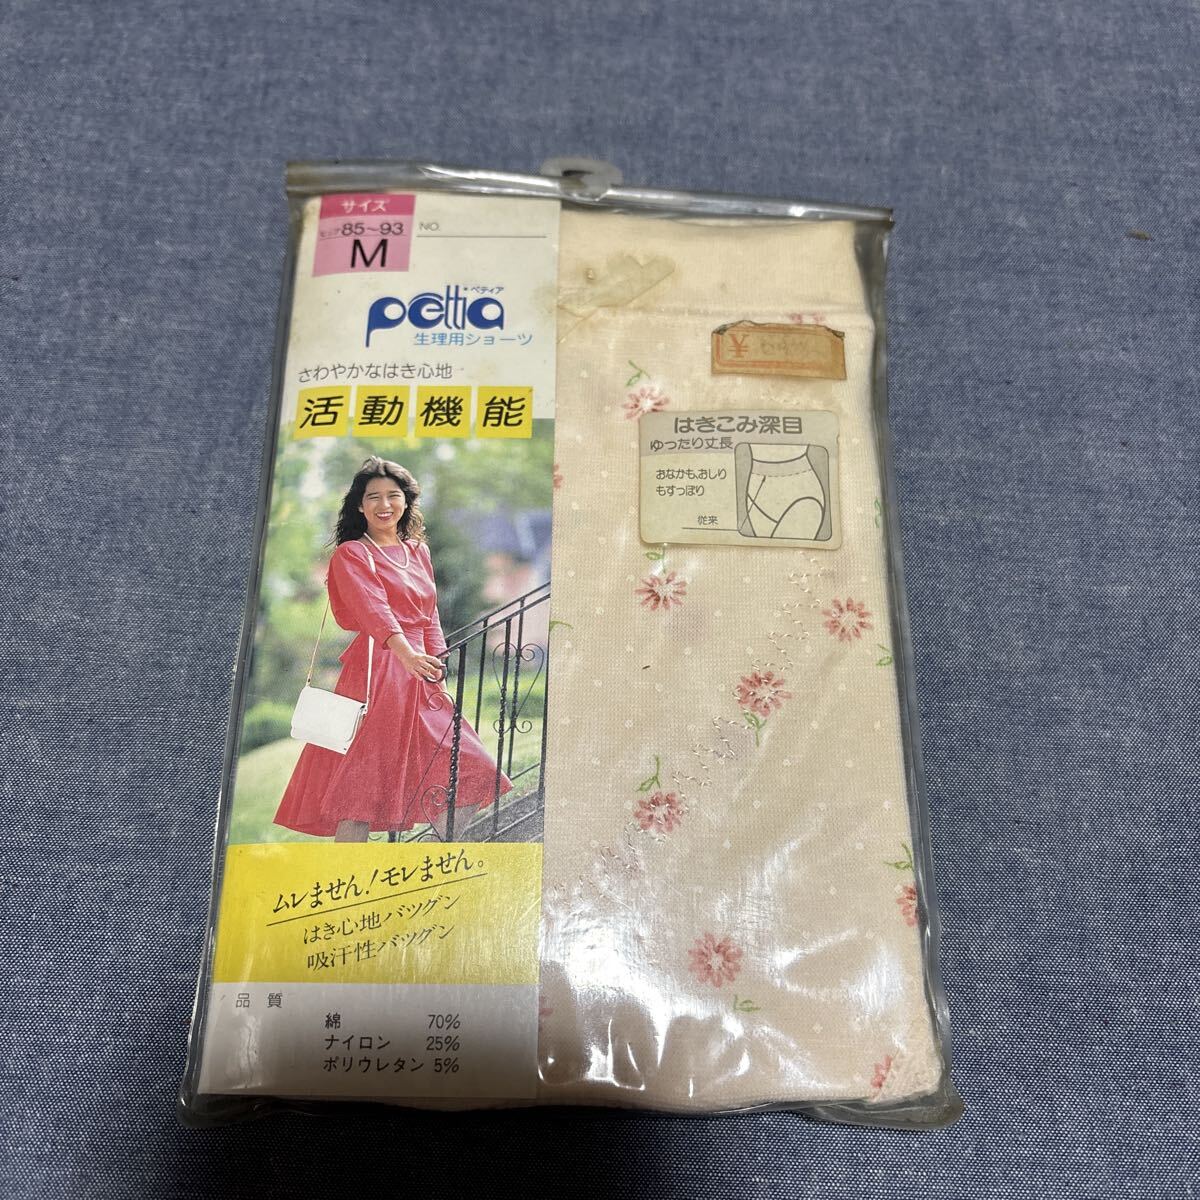 サイズ
ヒップ85〜93
M
NO.
ペティア
pettia
生理用ショーツ
さわやかなはき心地
活動機能
¥
はきこみ深目
ゆったり丈長
おなかも、おしり
もすっぽり
従来
ムレません!モレません。
はき心地バツグン
吸汗性バツグン
品質
綿 70%
ナイロン 25%
ポリウレタン 5%